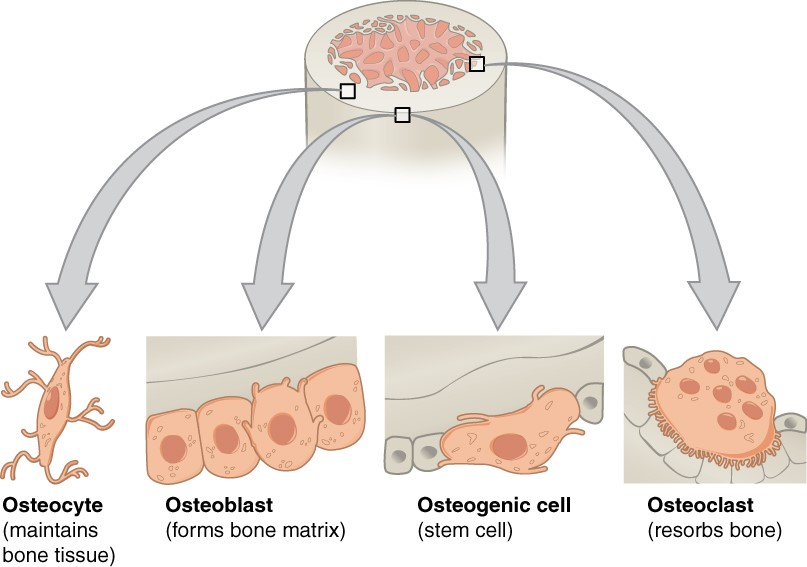 Osteocyte
(maintains
bone tissue)
Osteoblast
(forms bone matrix)
Osteogenic cell
(stem cell)
Osteoclast
(resorbs bone)